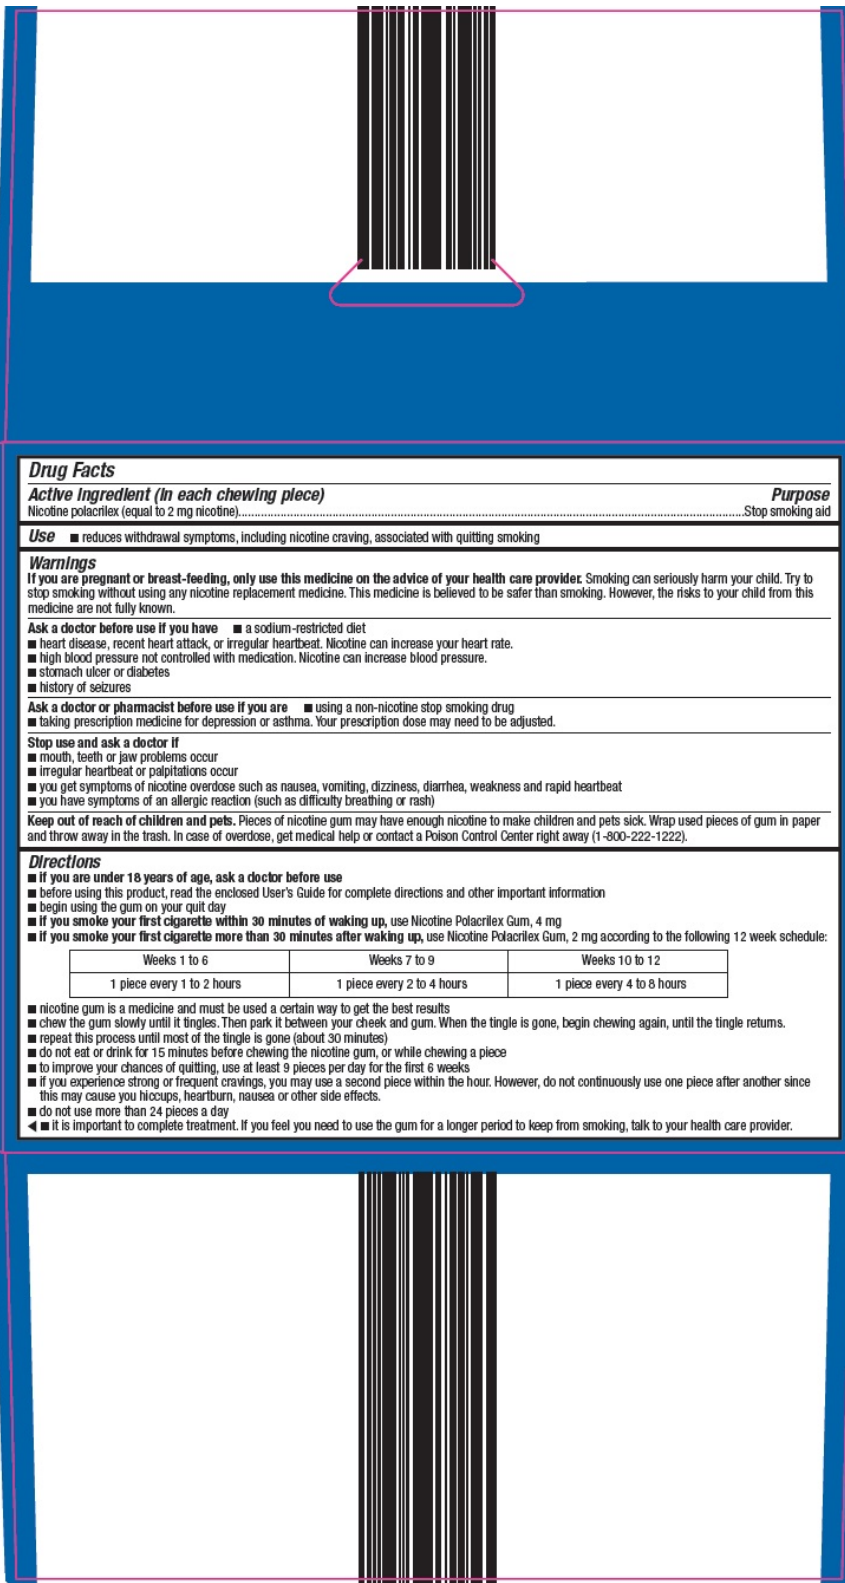 Drug Facts
Active ingredient (in each chewing piece) Purpose
Nicotine polacrilex (equal to 2 mg nicotine)........Stop smoking aid
Use ■ reduces withdrawal symptoms, including nicotine craving, associated with quitting smoking
Warnings
If you are pregnant or breast-feeding, only use this medicine on the advice of your health care provider. Smoking can seriously harm your child. Try to
stop smoking without using any nicotine replacement medicine. This medicine is believed to be safer than smoking. However, the risks to your child from this
medicine are not fully known.
Ask a doctor before use if you have ■ a sodium-restricted diet
■ heart disease, recent heart attack, or irregular heartbeat. Nicotine can increase your heart rate.
■ high blood pressure not controlled with medication. Nicotine can increase blood pressure.
■ stomach ulcer or diabetes
■ history of seizures
Ask a doctor or pharmacist before use if you are ■ using a non-nicotine stop smoking drug
■ taking prescription medicine for depression or asthma. Your prescription dose may need to be adjusted.
Stop use and ask a doctor if
■ mouth, teeth or jaw problems occur
■ irregular heartbeat or palpitations occur
■ you get symptoms of nicotine overdose such as nausea, vomiting, dizziness, diarrhea, weakness and rapid heartbeat
■ you have symptoms of an allergic reaction (such as difficulty breathing or rash)
Keep out of reach of children and pets. Pieces of nicotine gum may have enough nicotine to make children and pets sick. Wrap used pieces of gum in paper
and throw away in the trash. In case of overdose, get medical help or contact a Poison Control Center right away (1-800-222-1222).
Directions
■ if you are under 18 years of age, ask a doctor before use
■ before using this product, read the enclosed User's Guide for complete directions and other important information
■ begin using the gum on your quit day
■ if you smoke your first cigarette within 30 minutes of waking up, use Nicotine Polacrilex Gum, 4 mg
■ if you smoke your first cigarette more than 30 minutes after waking up, use Nicotine Polacrilex Gum, 2 mg according to the following 12 week schedule:
Weeks 1 to 6 Weeks 7 to 9 Weeks 10 to 12
1 piece every 1 to 2 hours 1 piece every 2 to 4 hours 1 piece every 4 to 8 hours
■ nicotine gum is a medicine and must be used a certain way to get the best results
■ chew the gum slowly until it tingles. Then park it between your cheek and gum. When the tingle is gone, begin chewing again, until the tingle returns.
■ repeat this process until most of the tingle is gone (about 30 minutes)
■ do not eat or drink for 15 minutes before chewing the nicotine gum, or while chewing a piece
■ to improve your chances of quitting, use at least 9 pieces per day for the first 6 weeks
■ if you experience strong or frequent cravings, you may use a second piece within the hour. However, do not continuously use one piece after another since
this may cause you hiccups, heartburn, nausea or other side effects.
■ do not use more than 24 pieces a day
◀ ■ it is important to complete treatment. If you feel you need to use the gum for a longer period to keep from smoking, talk to your health care provider.